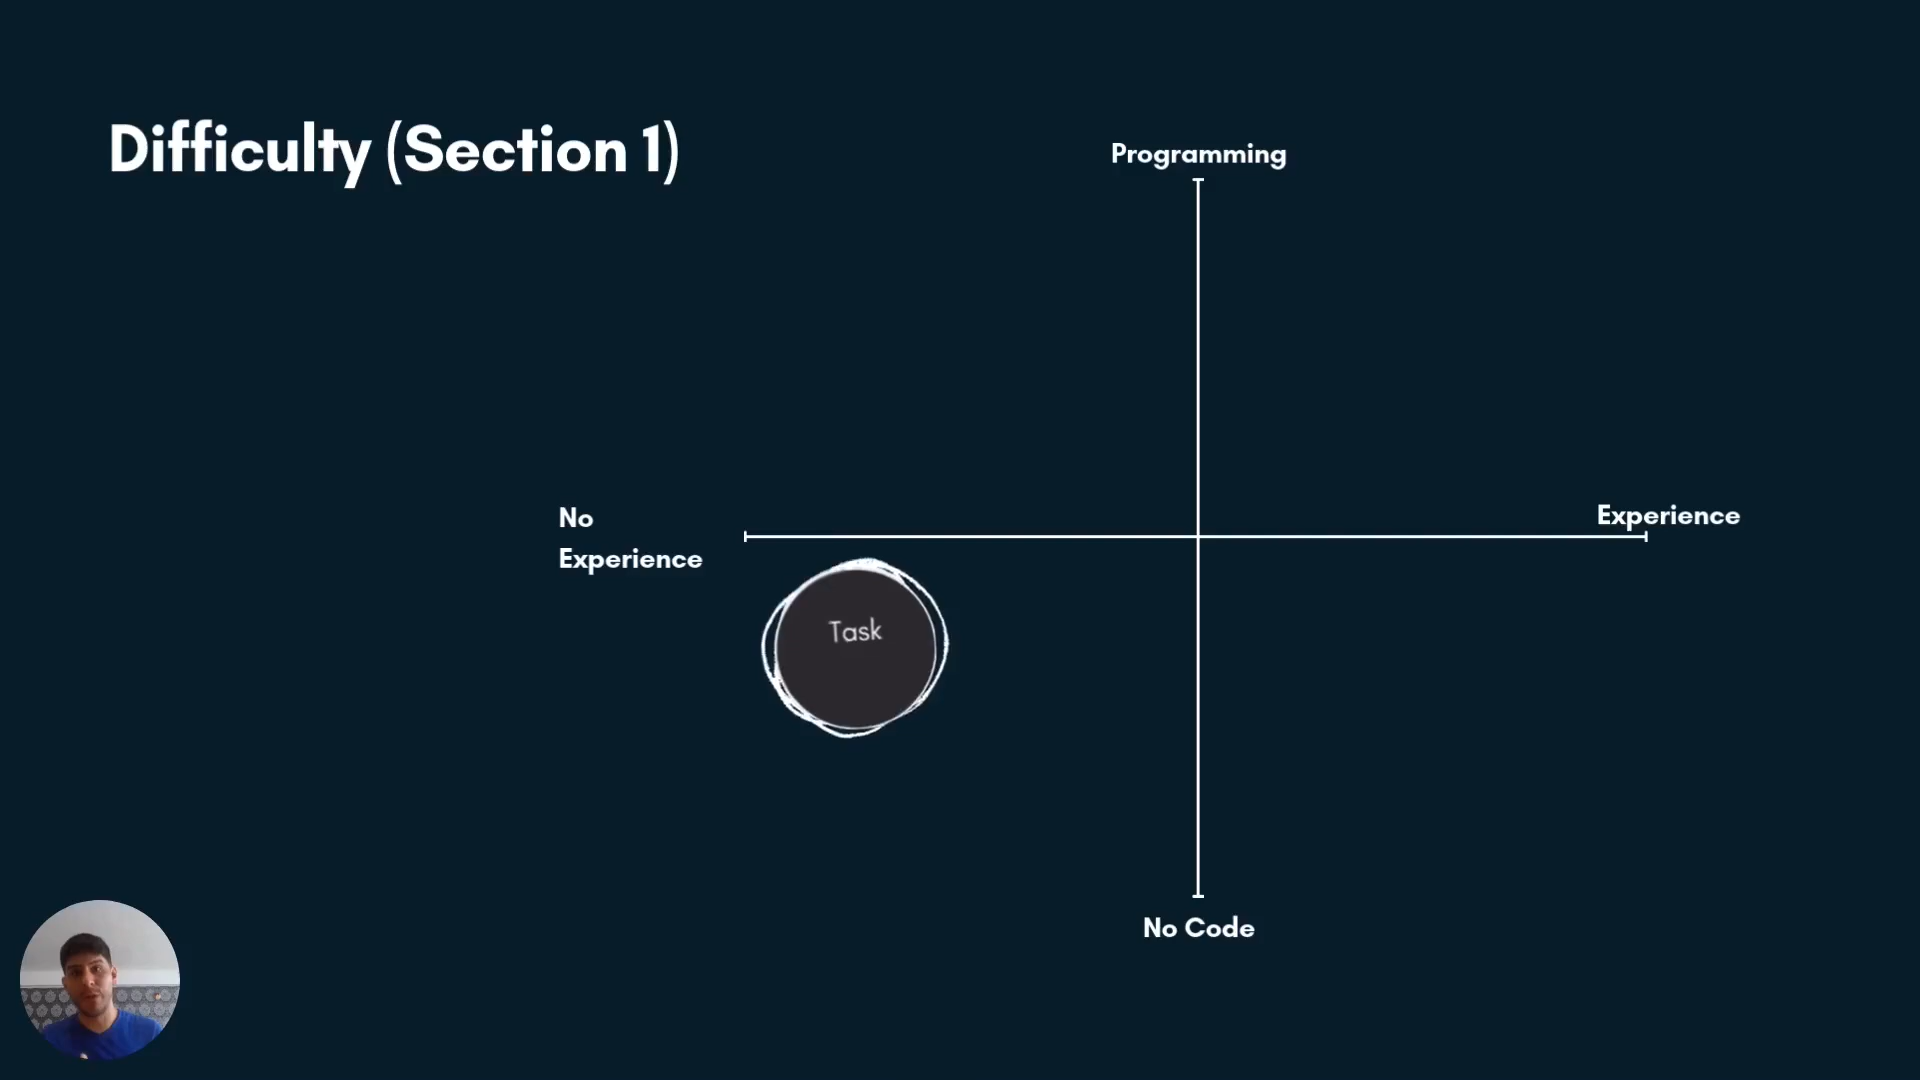 Difficulty (Section 1)
Programming
No
Experience
Experience
Task
No Code